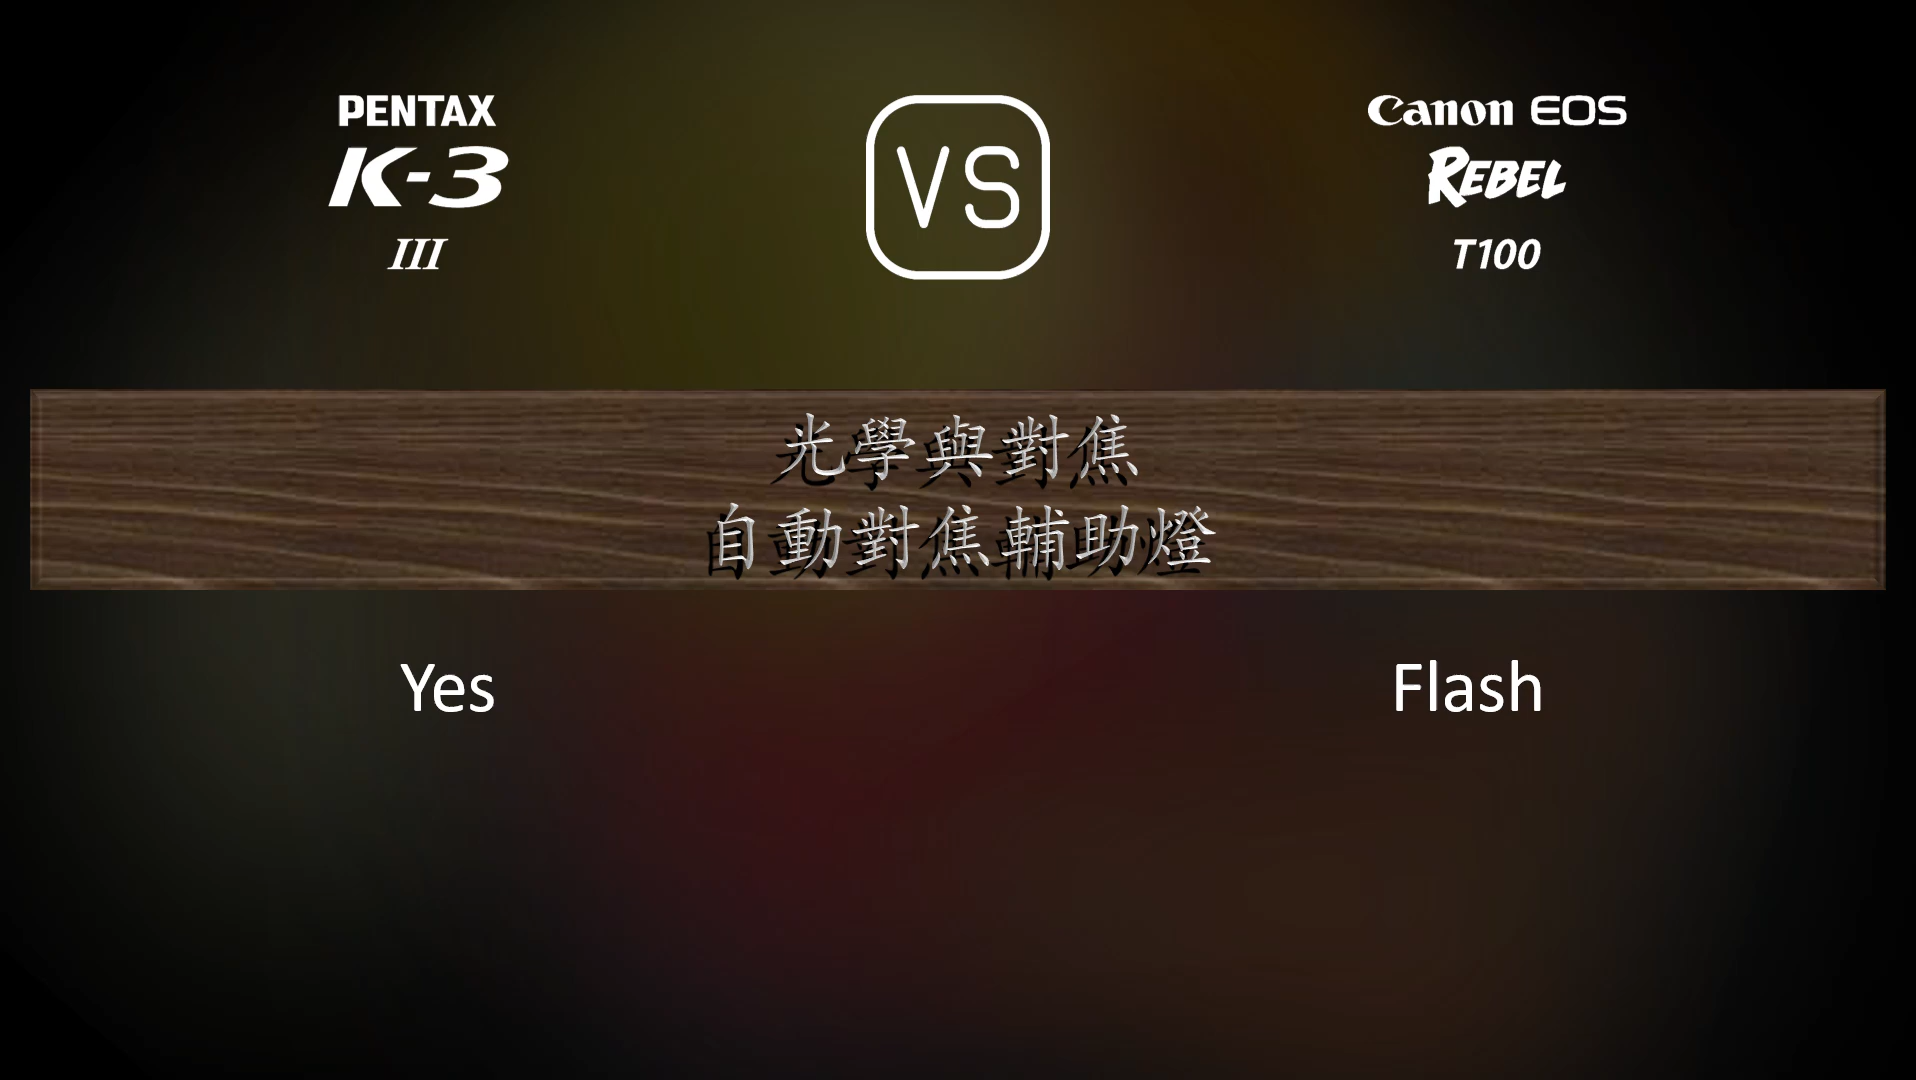 PENTAX
K-3
III
VS
Canon EOS
REBEL
T100
光學與對焦
自動對焦輔助燈
Yes
Flash